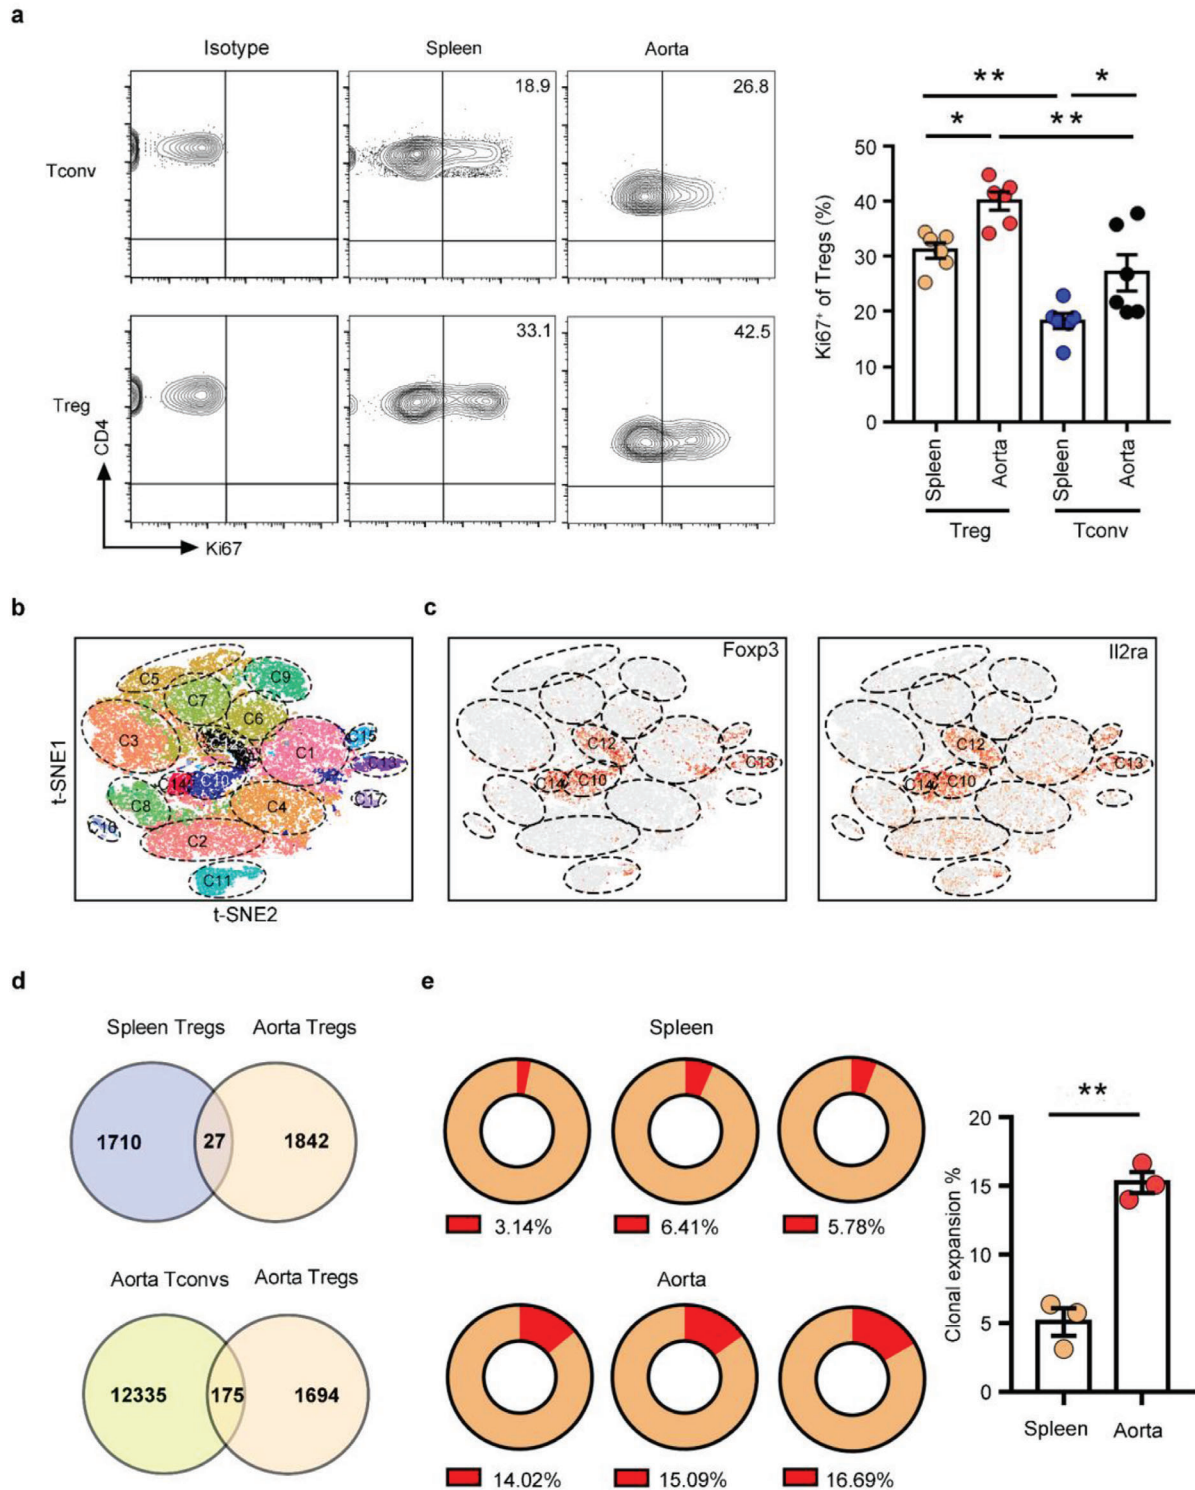 a
Isotype
Spleen
Aorta
18.9
26.8
Tconv
33.1
42.5
Treg
CD4
Ki67
** *
* **
Ki67⁺ of Tregs (%)
50
40
30
20
10
0
Spleen
Aorta
Spleen
Aorta
Treg
Tconv
b
C5
C9
C7
C6
C3
C1
C15
C13
C14
C10
C17
C8
C4
C16
C2
C11
t-SNE1
t-SNE2
c
Foxp3
C12
C13
C14
C10
Il2ra
C12
C13
C14
C10
d
Spleen Tregs
Aorta Tregs
1710
27
1842
Aorta Tconvs
Aorta Tregs
12335
175
1694
e
Spleen
3.14%
6.41%
5.78%
Aorta
14.02%
15.09%
16.69%
**
Clonal expansion %
20
15
10
5
0
Spleen
Aorta